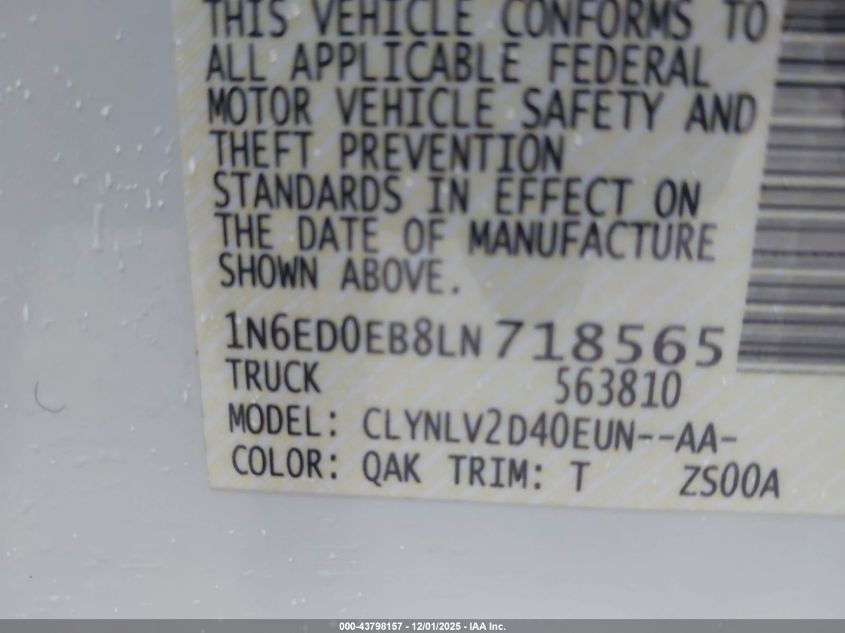 THIS VEHICLE CONFORMS TO
ALL APPLICABLE FEDERAL
MOTOR VEHICLE SAFETY AND
THEFT PREVENTION
STANDARDS IN EFFECT ON
THE DATE OF MANUFACTURE
SHOWN ABOVE.
1N6ED0EB8LN718565
TRUCK 563810
MODEL: CLYNLV2D40EUN--AA-
COLOR: QAK TRIM: T ZS00A
000-43798157 - 12/01/2025 - IAA Inc.